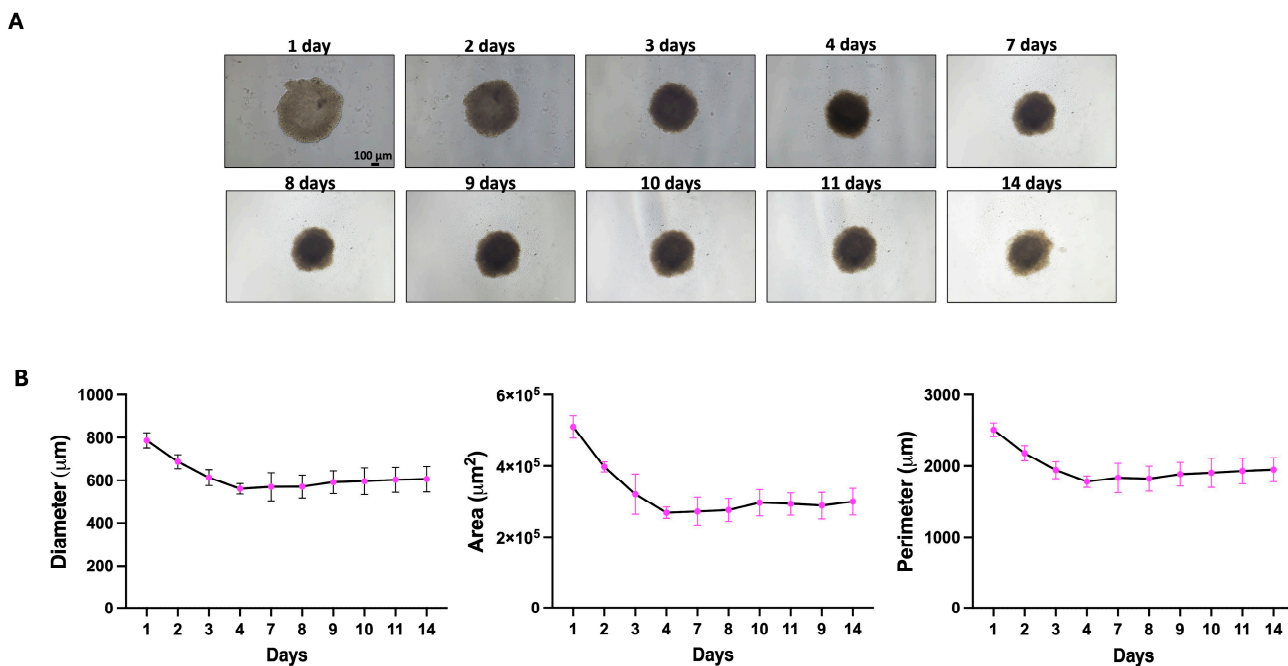 A
1 day 2 days 3 days 4 days 7 days
100 µm
8 days 9 days 10 days 11 days 14 days
B
Diameter (µm)
1000
800
600
400
200
0
1 2 3 4 7 8 9 10 11 14
Days
Area (µm²)
6×10⁵
4×10⁵
2×10⁵
0
1 2 3 4 7 8 10 11 9 14
Days
Perimeter (µm)
3000
2000
1000
0
1 2 3 4 7 8 9 10 11 14
Days